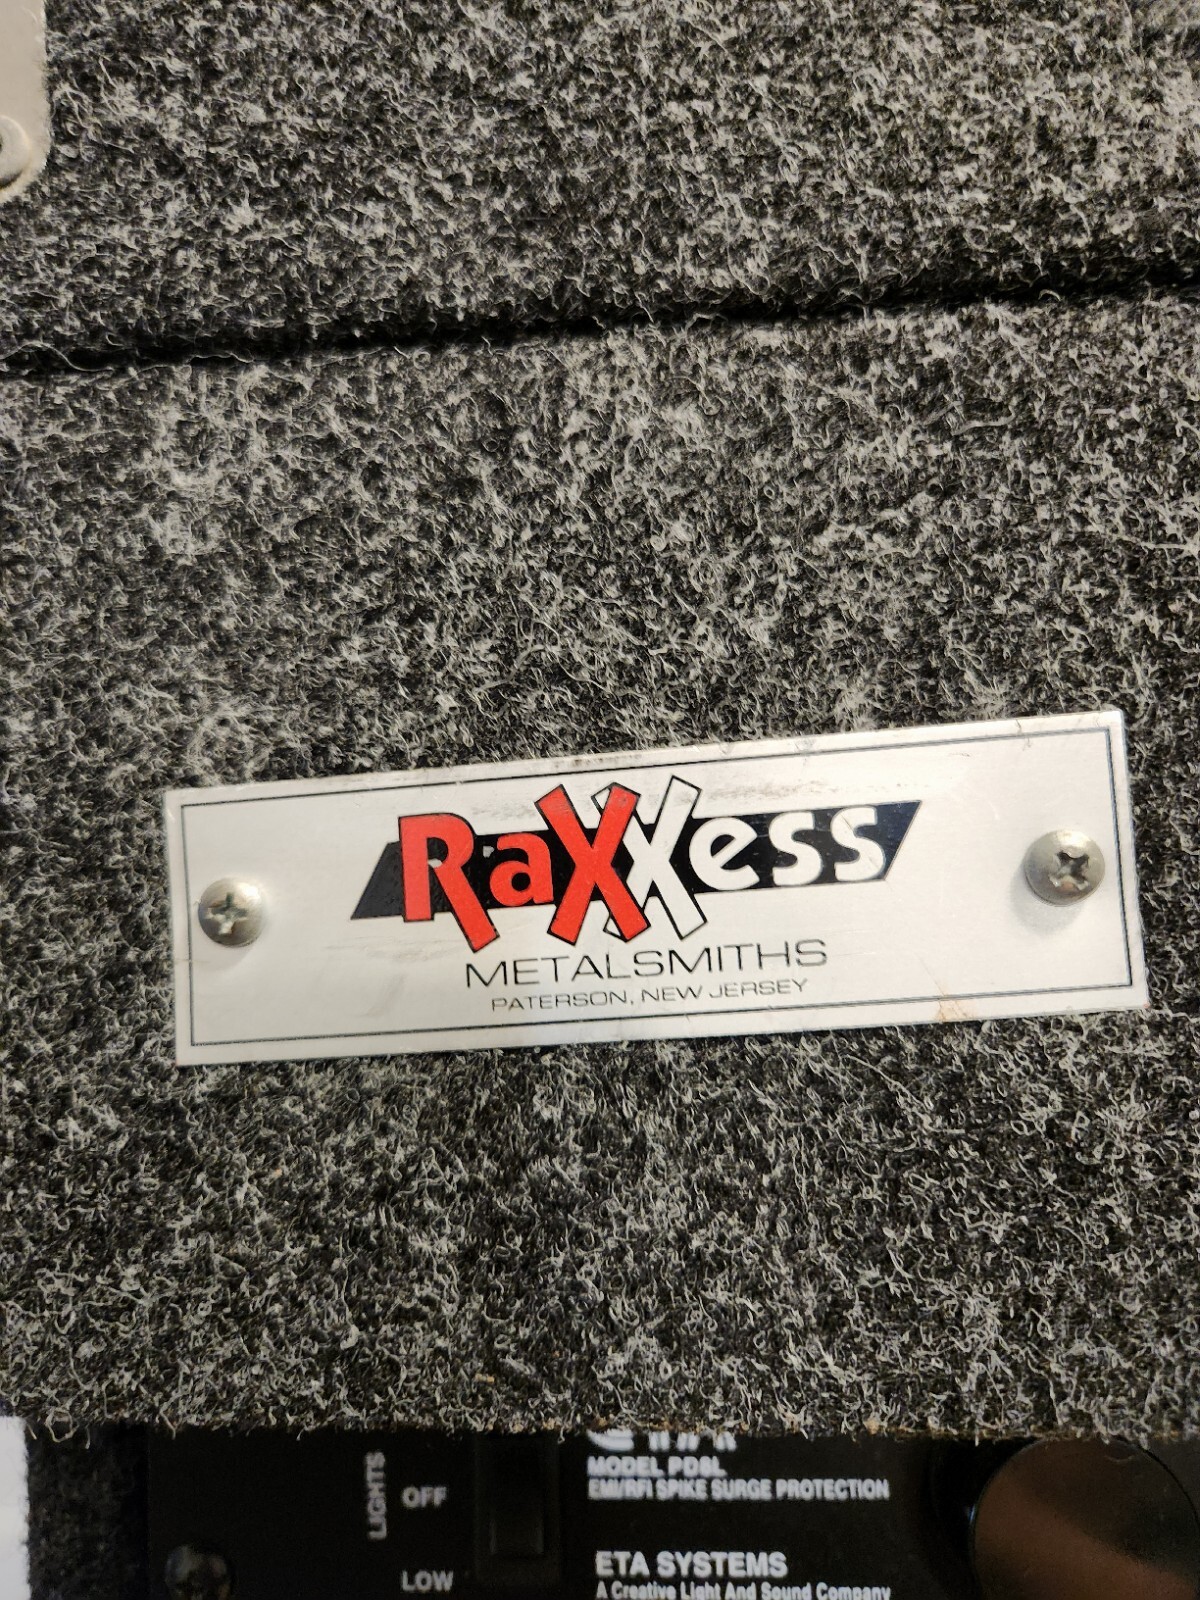 RaXXess
METALSMITHS
PATERSON, NEW JERSEY
MODEL PD8L
EMI/RFI SPIKE SURGE PROTECTION
LIGHTS
OFF
ETA SYSTEMS
LOW
A Creative Light And Sound Company